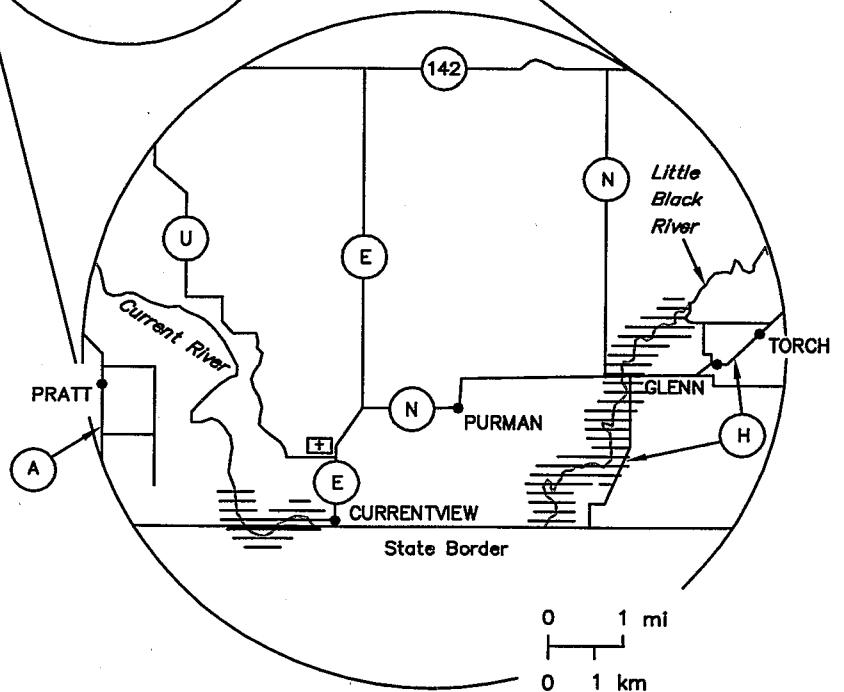 142
N
Little
Black
River
U
E
Current River
TORCH
PRATT
GLENN
N
PURMAN
H
A
+
E
CURRENTVIEW
State Border
0 1 mi
0 1 km